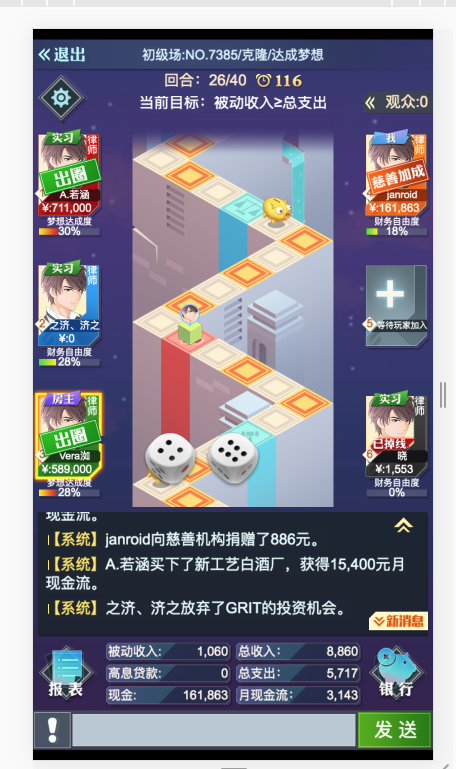 退出
初级场:NO.7385/克隆/达成梦想
回合：26/40 116
当前目标：被动收入≥总支出
观众:0
实习
律师
出圈
A.若涵
¥:711,000
梦想达成度
30%
我
律师
慈善加成
janroid
¥:161,863
财务自由度
18%
实习
律师
2
之济、济之
¥:0
财务自由度
28%
5
等待玩家加入
房主
律师
出圈
Vera洳
¥:589,000
梦想达成度
28%
实习
律师
已掉线
6
晓
¥:1,553
财务自由度
0%
现金流。
【系统】janroid向慈善机构捐赠了886元。
【系统】A.若涵买下了新工艺白酒厂，获得15,400元月
现金流。
【系统】之济、济之放弃了GRIT的投资机会。
新消息
报表
被动收入: 1,060 总收入: 8,860
高息贷款: 0 总支出: 5,717
现金: 161,863 月现金流: 3,143
银行
!
发送